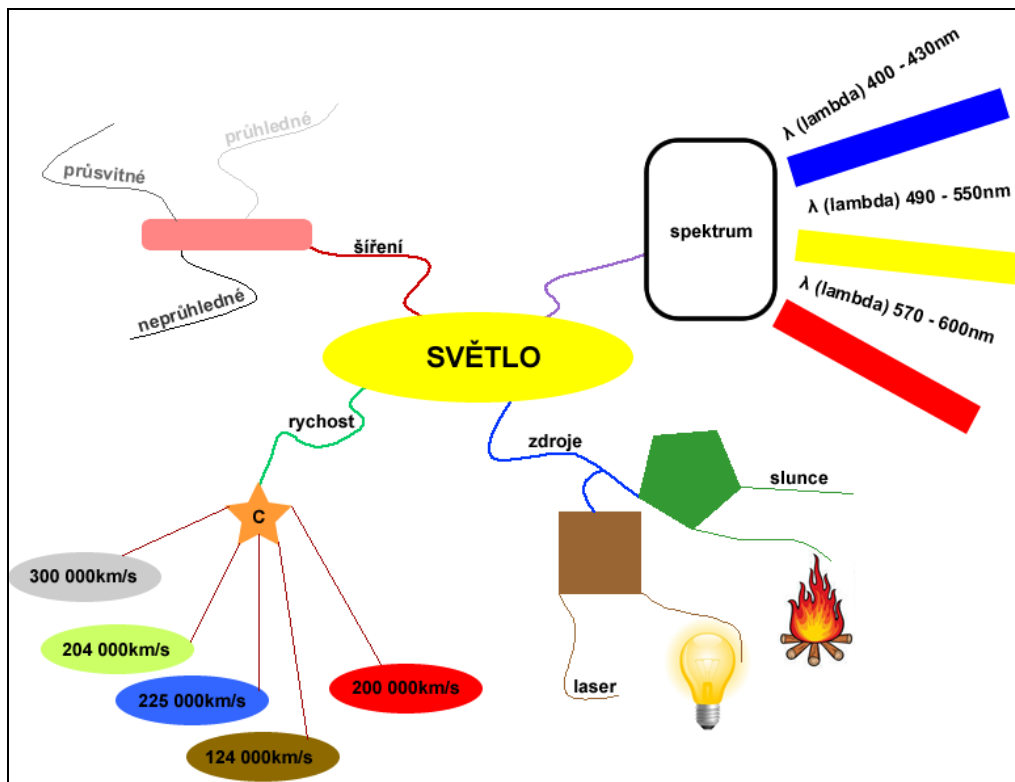 λ (lambda) 400 - 430nm
průhledné
průsvitné
λ (lambda) 490 - 550nm
spektrum
šíření
λ (lambda) 570 - 600nm
neprůhledné
SVĚTLO
rychost
zdroje
slunce
C
300 000km/s
204 000km/s
laser
200 000km/s
225 000km/s
124 000km/s